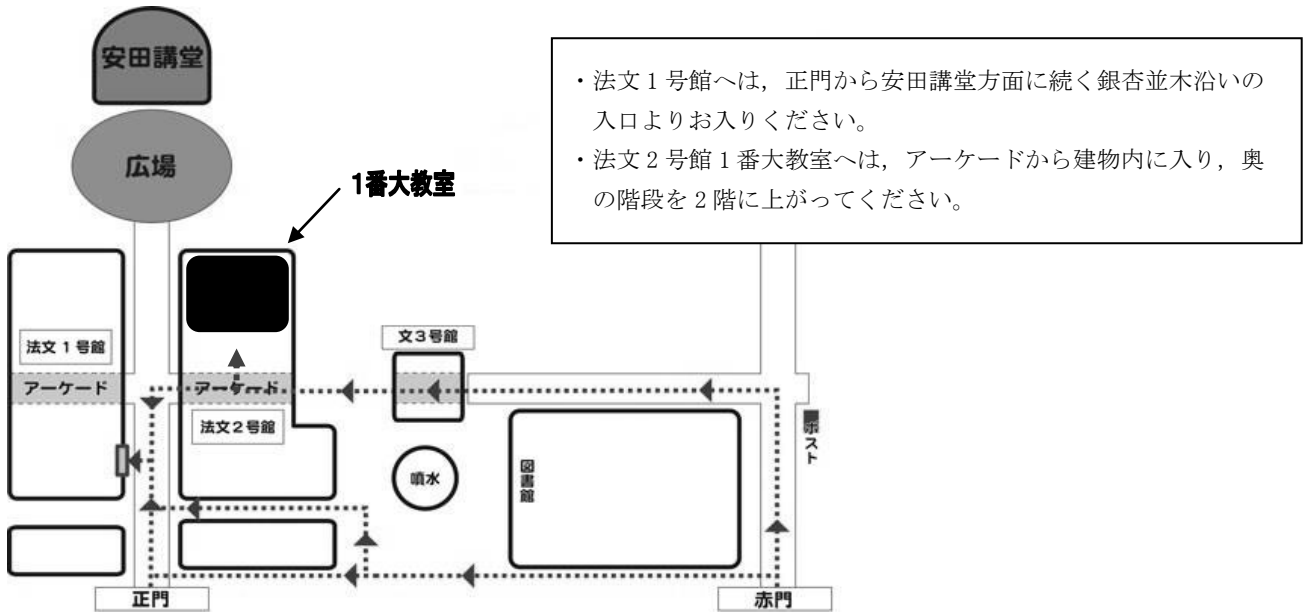 安田講堂
広場
・法文１号館へは，正門から安田講堂方面に続く銀杏並木沿いの
入口よりお入りください。
・法文２号館１番大教室へは，アーケードから建物内に入り，奥
の階段を２階に上がってください。
1番大教室
法文１号館
アーケード
アーケード
法文２号館
文３号館
噴水
図書館
ポスト
正門
赤門